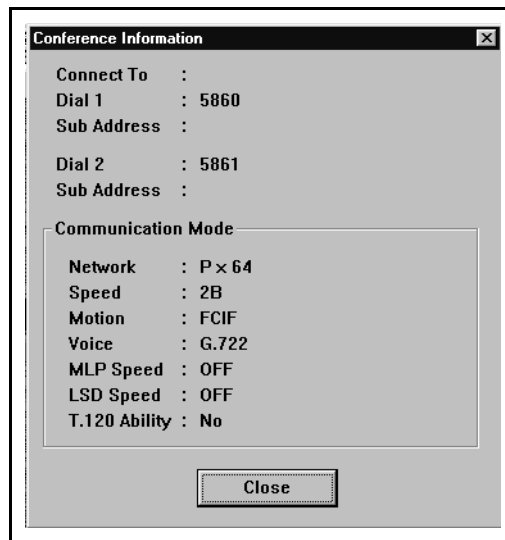 Conference Information
Connect To :
Dial 1 : 5860
Sub Address :
Dial 2 : 5861
Sub Address :
Communication Mode
Network : P × 64
Speed : 2B
Motion : FCIF
Voice : G.722
MLP Speed : OFF
LSD Speed : OFF
T.120 Ability : No
Close